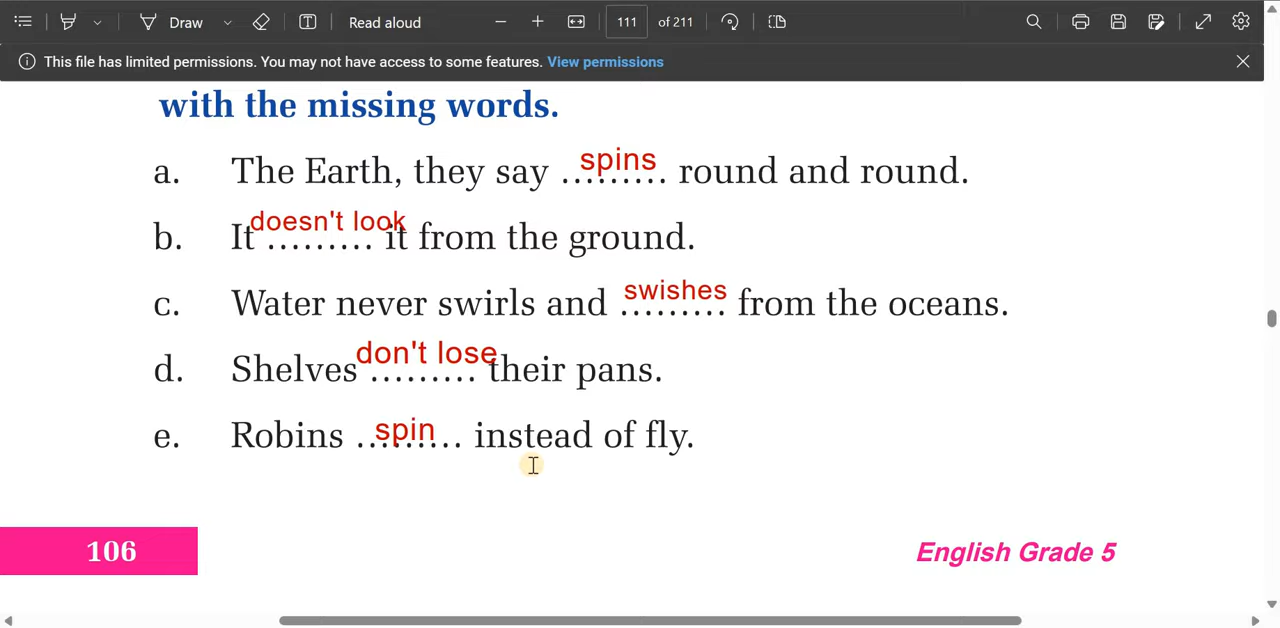 Draw
Read aloud
111 of 211
This file has limited permissions. You may not have access to some features. View permissions
with the missing words.
a. The Earth, they say ...spins... round and round.
b. It ...doesn't look... it from the ground.
c. Water never swirls and ...swishes... from the oceans.
d. Shelves ...don't lose... their pans.
e. Robins ...spin... instead of fly.
106
English Grade 5